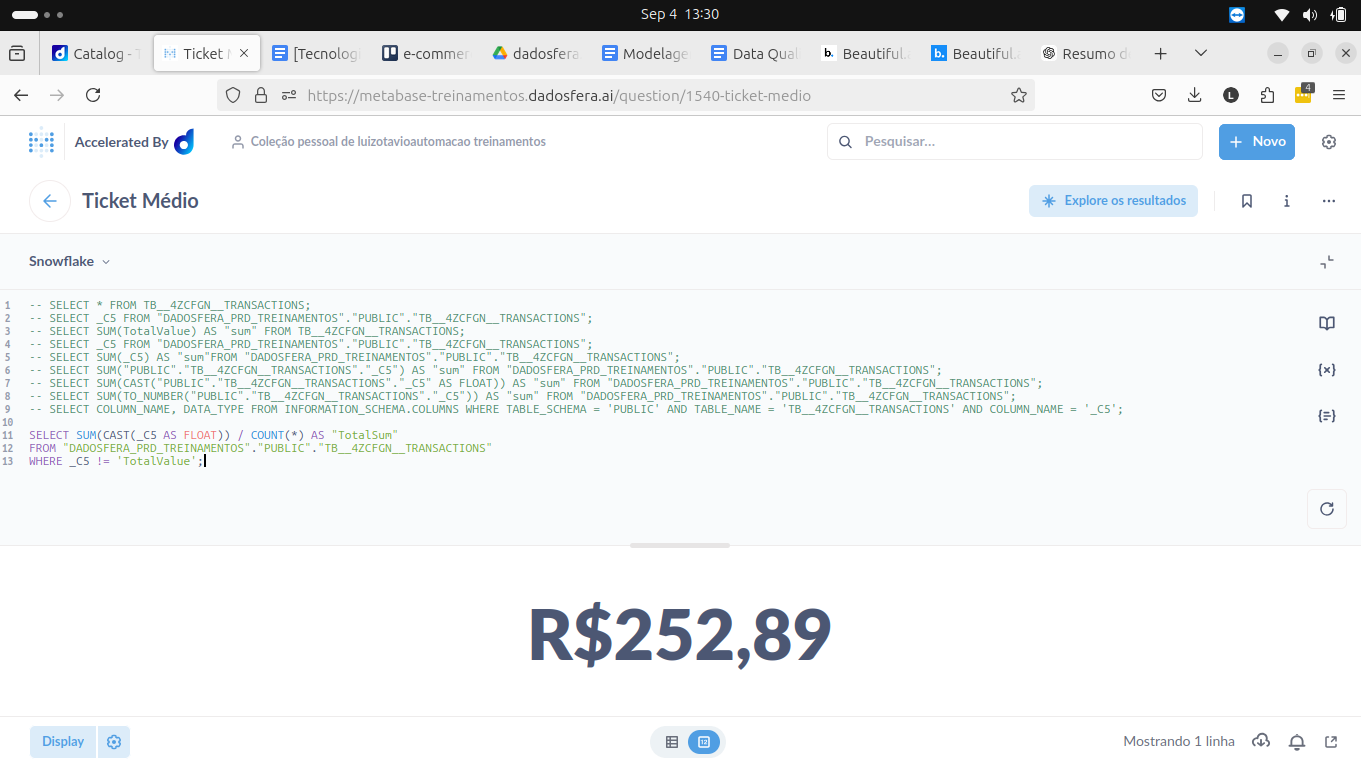 Sep 4 13:30
Catalog - T
Ticket M
[Tecnolog
e-commer
dadosfera
Modelage
Data Qual
b. Beautiful.
b. Beautiful.
Resumo d
https://metabase-treinamentos.dadosfera.ai/question/1540-ticket-medio
L
4
Accelerated By
Coleção pessoal de luizotavioautomacao treinamentos
Pesquisar...
+ Novo
Ticket Médio
Explore os resultados
Snowflake
1 -- SELECT * FROM TB__4ZCFGN__TRANSACTIONS;
2 -- SELECT _C5 FROM "DADOSFERA_PRD_TREINAMENTOS"."PUBLIC"."TB__4ZCFGN__TRANSACTIONS";
3 -- SELECT SUM(TotalValue) AS "sum" FROM TB__4ZCFGN__TRANSACTIONS;
4 -- SELECT _C5 FROM "DADOSFERA_PRD_TREINAMENTOS"."PUBLIC"."TB__4ZCFGN__TRANSACTIONS";
5 -- SELECT SUM(_C5) AS "sum"FROM "DADOSFERA_PRD_TREINAMENTOS"."PUBLIC"."TB__4ZCFGN__TRANSACTIONS";
6 -- SELECT SUM("PUBLIC"."TB__4ZCFGN__TRANSACTIONS"."_C5") AS "sum" FROM "DADOSFERA_PRD_TREINAMENTOS"."PUBLIC"."TB__4ZCFGN__TRANSACTIONS";
7 -- SELECT SUM(CAST("PUBLIC"."TB__4ZCFGN__TRANSACTIONS"."_C5" AS FLOAT)) AS "sum" FROM "DADOSFERA_PRD_TREINAMENTOS"."PUBLIC"."TB__4ZCFGN__TRANSACTIONS";
8 -- SELECT SUM(TO_NUMBER("PUBLIC"."TB__4ZCFGN__TRANSACTIONS"."_C5")) AS "sum" FROM "DADOSFERA_PRD_TREINAMENTOS"."PUBLIC"."TB__4ZCFGN__TRANSACTIONS";
9 -- SELECT COLUMN_NAME, DATA_TYPE FROM INFORMATION_SCHEMA.COLUMNS WHERE TABLE_SCHEMA = 'PUBLIC' AND TABLE_NAME = 'TB__4ZCFGN__TRANSACTIONS' AND COLUMN_NAME = '_C5';
10
11 SELECT SUM(CAST(_C5 AS FLOAT)) / COUNT(*) AS "TotalSum"
12 FROM "DADOSFERA_PRD_TREINAMENTOS"."PUBLIC"."TB__4ZCFGN__TRANSACTIONS"
13 WHERE _C5 != 'TotalValue';
R$252,89
Display
12
Mostrando 1 linha